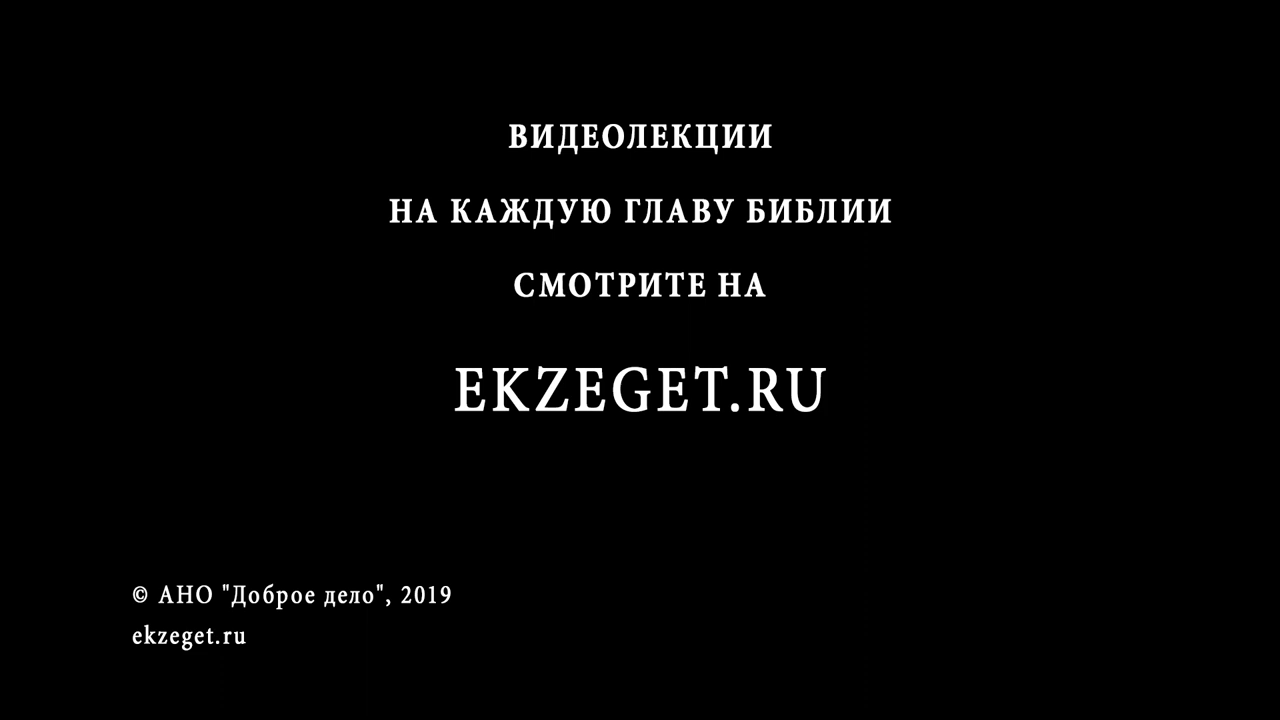 ВИДЕОЛЕКЦИИ
НА КАЖДУЮ ГЛАВУ БИБЛИИ
СМОТРИТЕ НА
EKZEGET.RU
© АНО "Доброе дело", 2019
ekzeget.ru